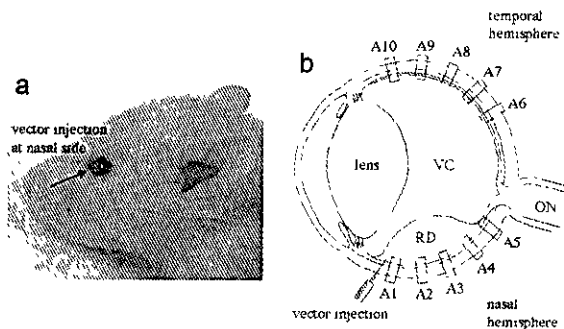 a
vector injection
at nasal side
b
temporal
hemisphere
A10
A9
A8
A7
A6
lens
VC
ON
RD
A5
A4
A3
A2
A1
vector injection
nasal
hemisphere